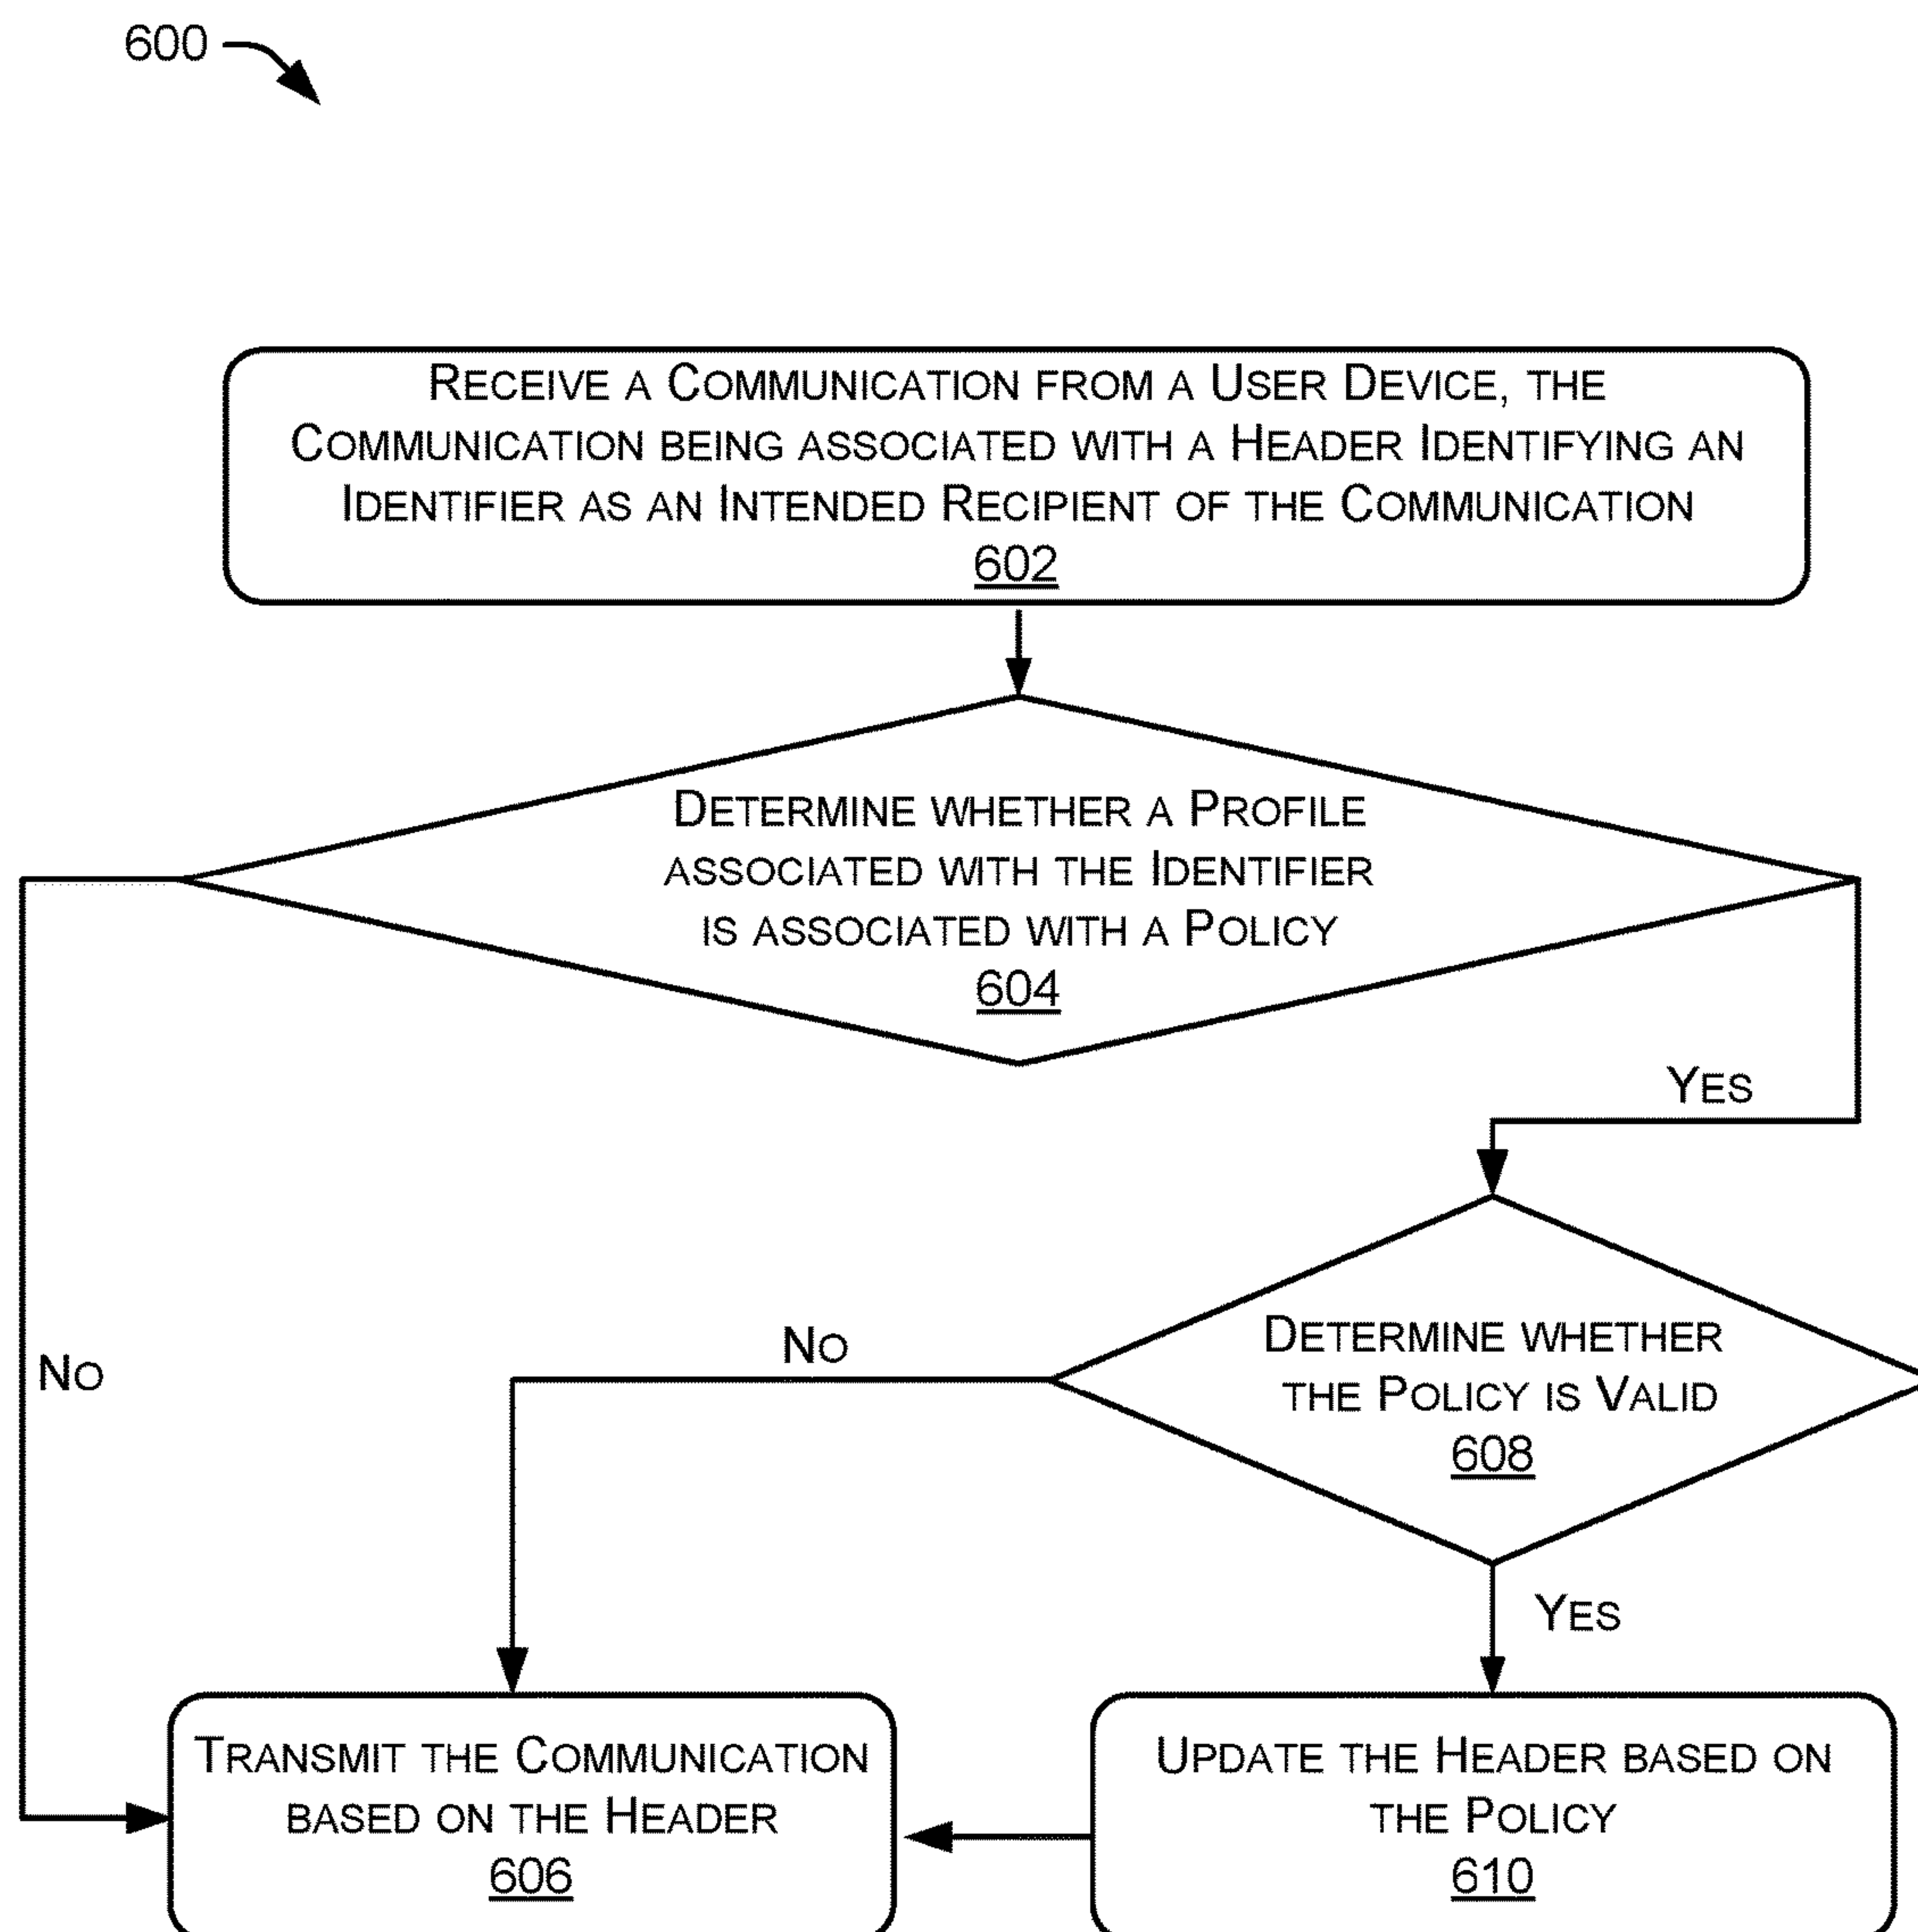 600
RECEIVE A COMMUNICATION FROM A USER DEVICE, THE
COMMUNICATION BEING ASSOCIATED WITH A HEADER IDENTIFYING AN
IDENTIFIER AS AN INTENDED RECIPIENT OF THE COMMUNICATION
602
DETERMINE WHETHER A PROFILE
ASSOCIATED WITH THE IDENTIFIER
IS ASSOCIATED WITH A POLICY
604
YES
NO
NO
DETERMINE WHETHER
THE POLICY IS VALID
608
YES
TRANSMIT THE COMMUNICATION
BASED ON THE HEADER
606
UPDATE THE HEADER BASED ON
THE POLICY
610